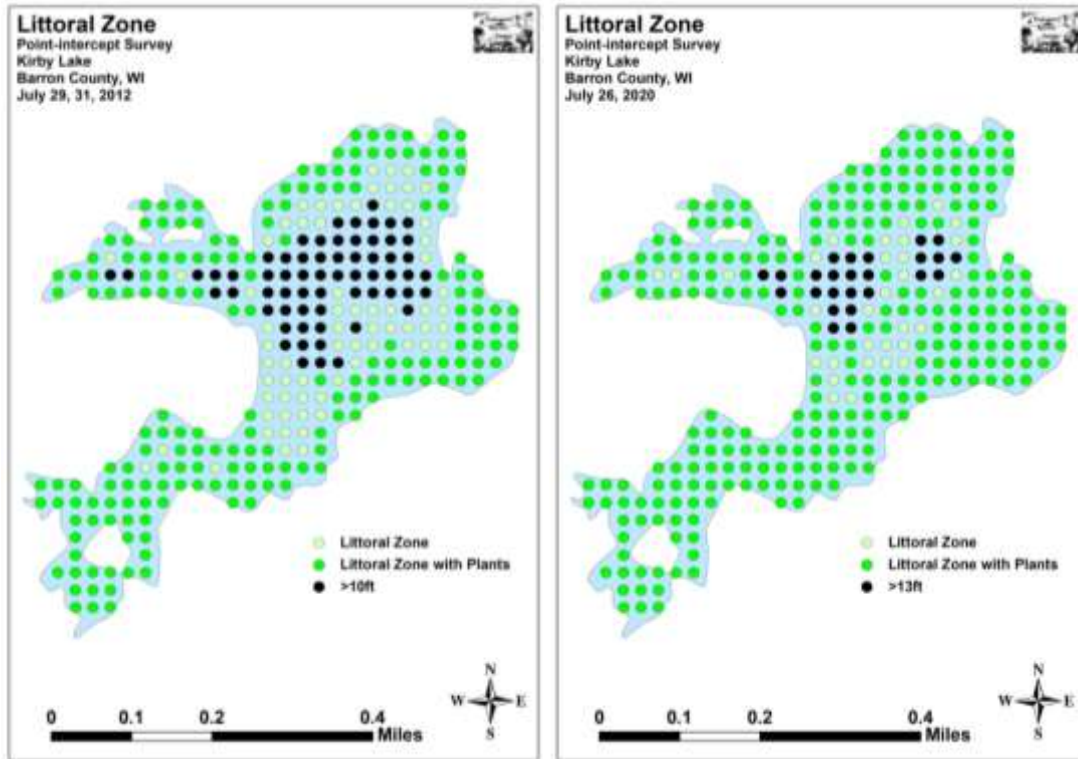 Littoral Zone
Point-intercept Survey
Kirby Lake
Barron County, WI
July 29, 31, 2012
Littoral Zone
Littoral Zone with Plants
>10ft
N
W E
S
0 0.1 0.2 0.4
Miles
Littoral Zone
Point-intercept Survey
Kirby Lake
Barron County, WI
July 26, 2020
Littoral Zone
Littoral Zone with Plants
>13ft
N
W E
S
0 0.1 0.2 0.4
Miles